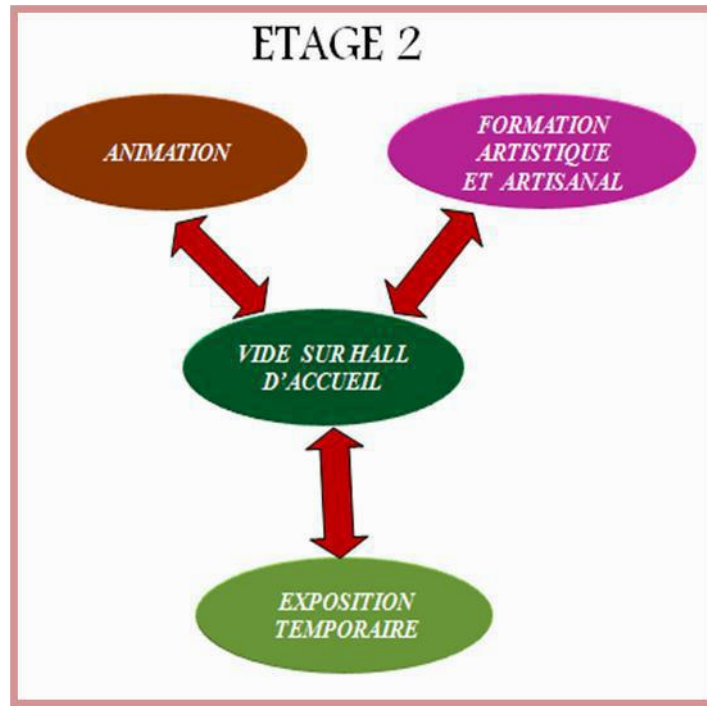 ETAGE 2
ANIMATION
FORMATION
ARTISTIQUE
ET ARTISANAL
VIDE SUR HALL
D'ACCUEIL
EXPOSITION
TEMPORAIRE